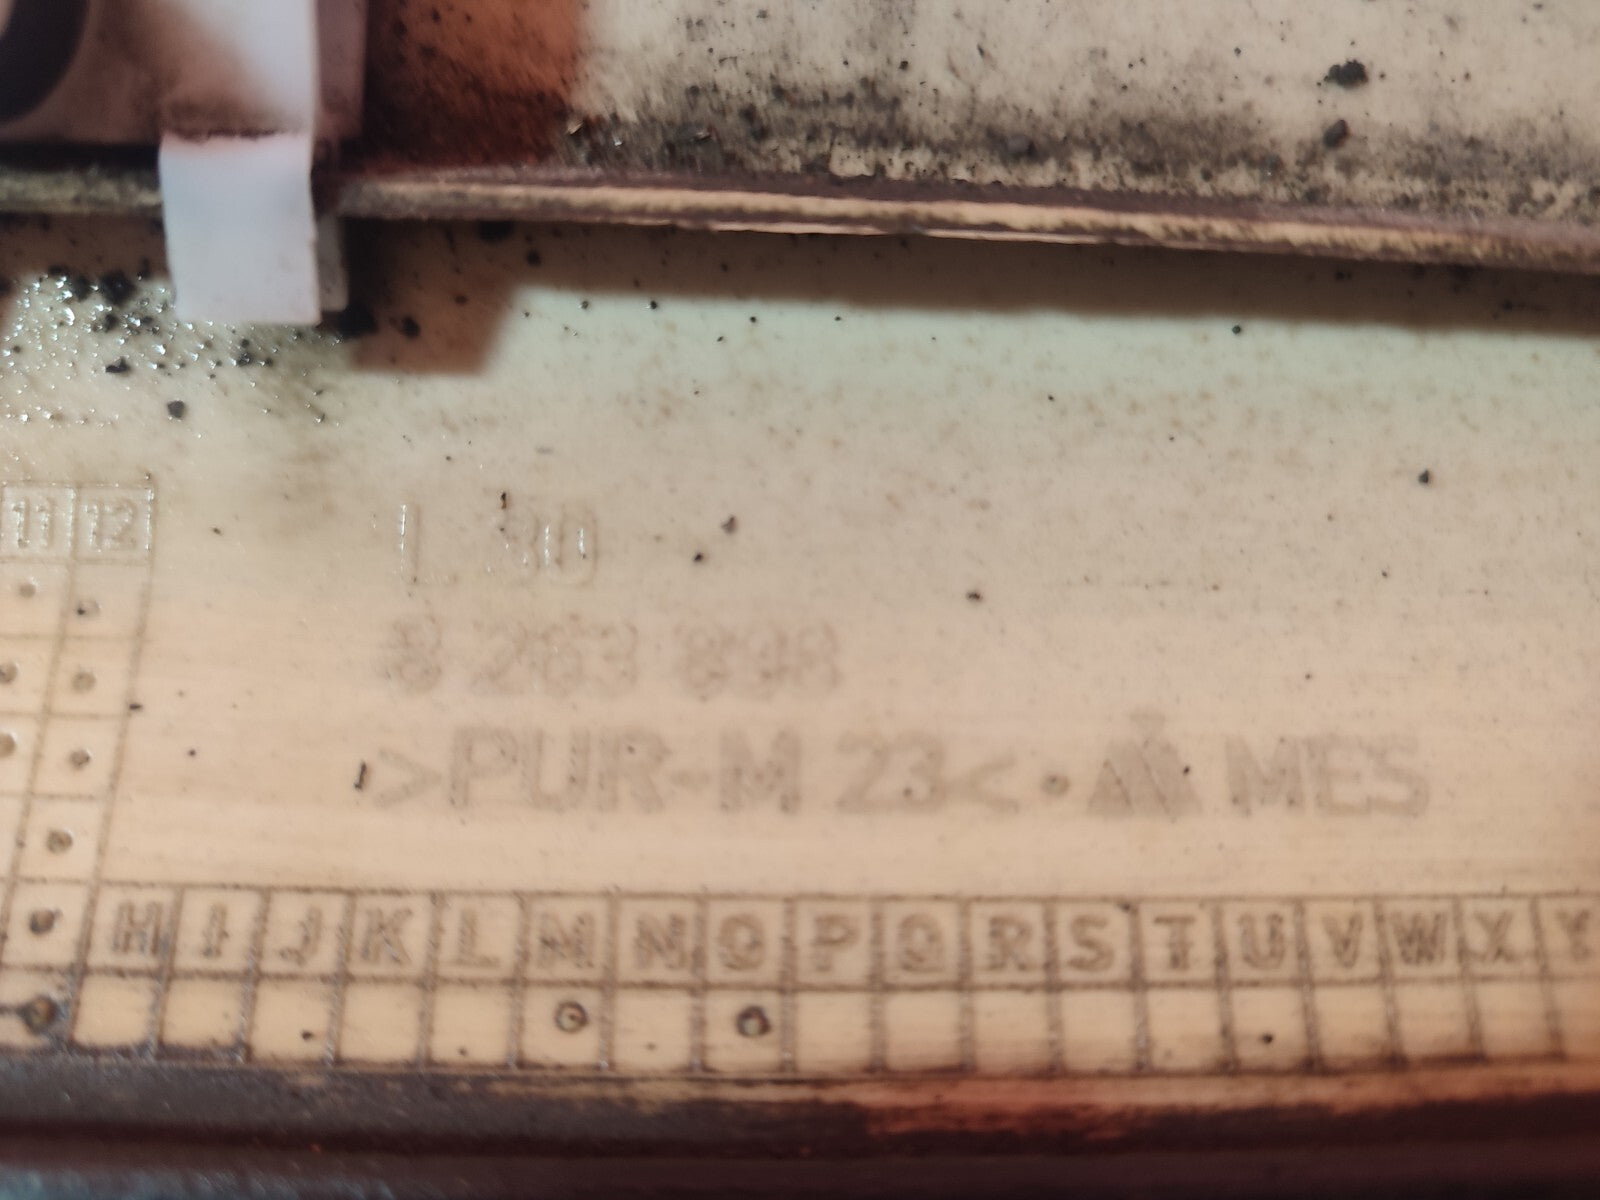 11 12
L 30
8 263 898
>PUR-M 23< · MES
H I J K L M N O P Q R S T U V W X Y